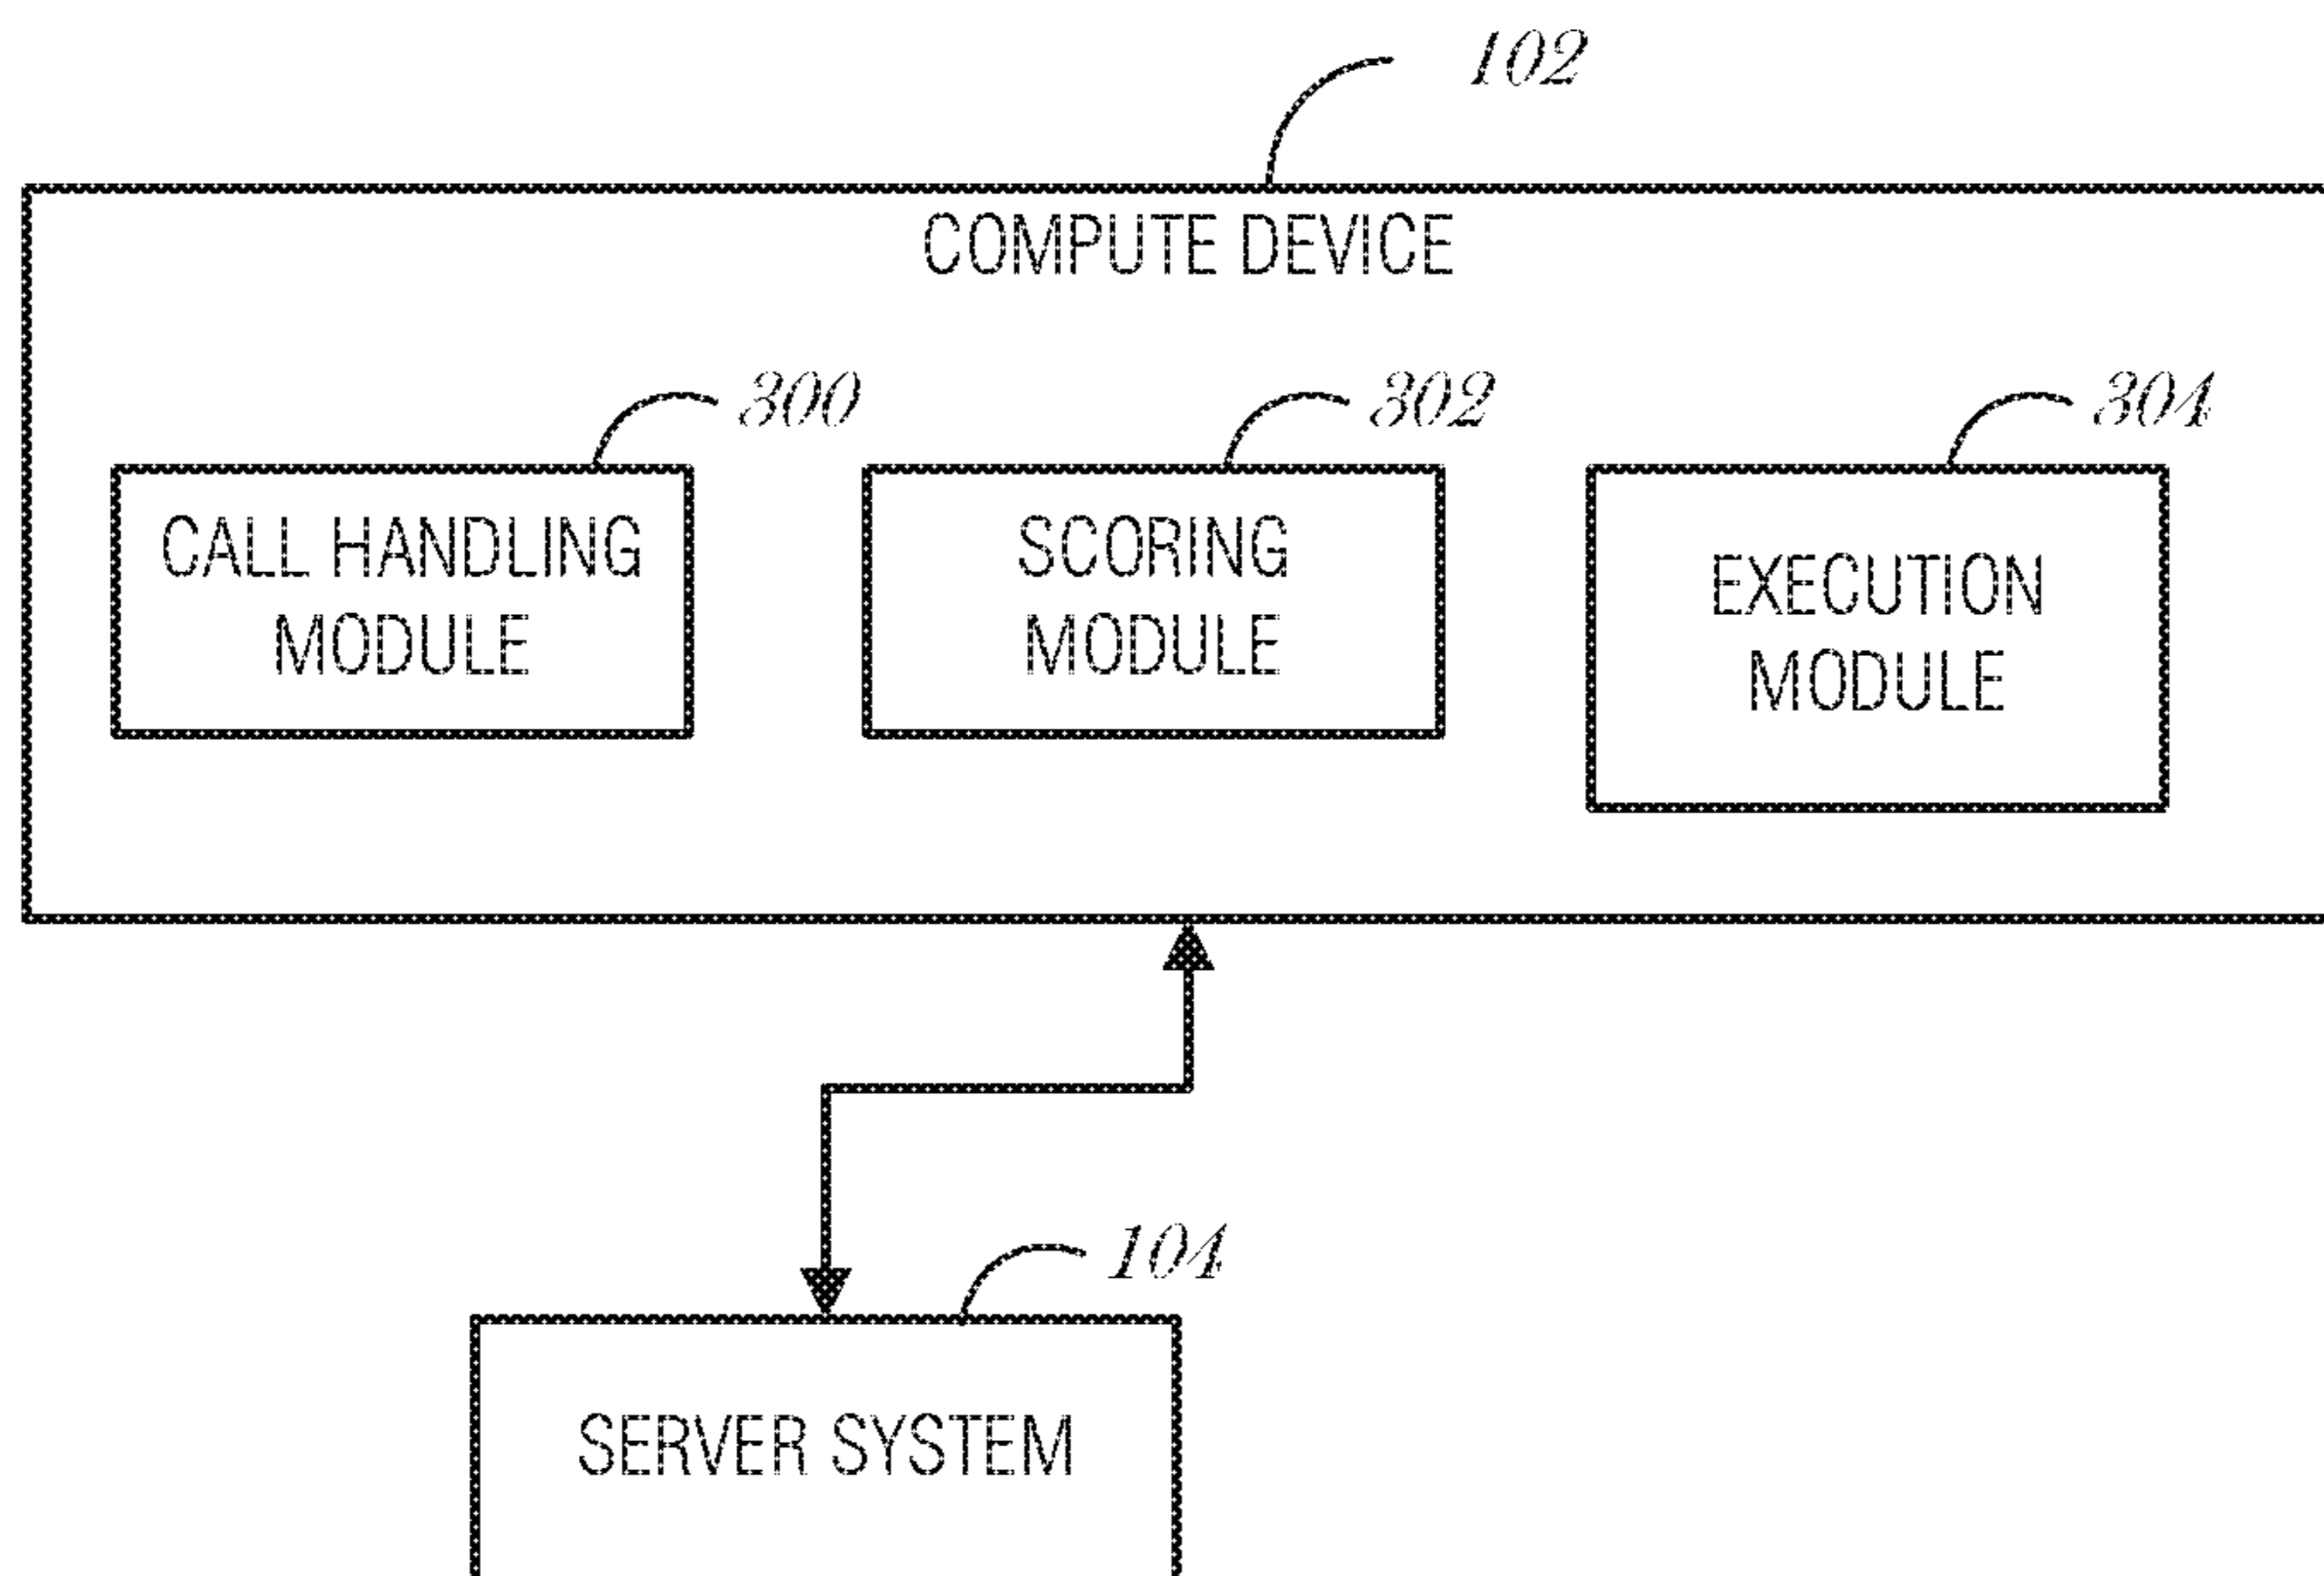 102
COMPUTE DEVICE
300
302
304
CALL HANDLING
MODULE
SCORING
MODULE
EXECUTION
MODULE
104
SERVER SYSTEM